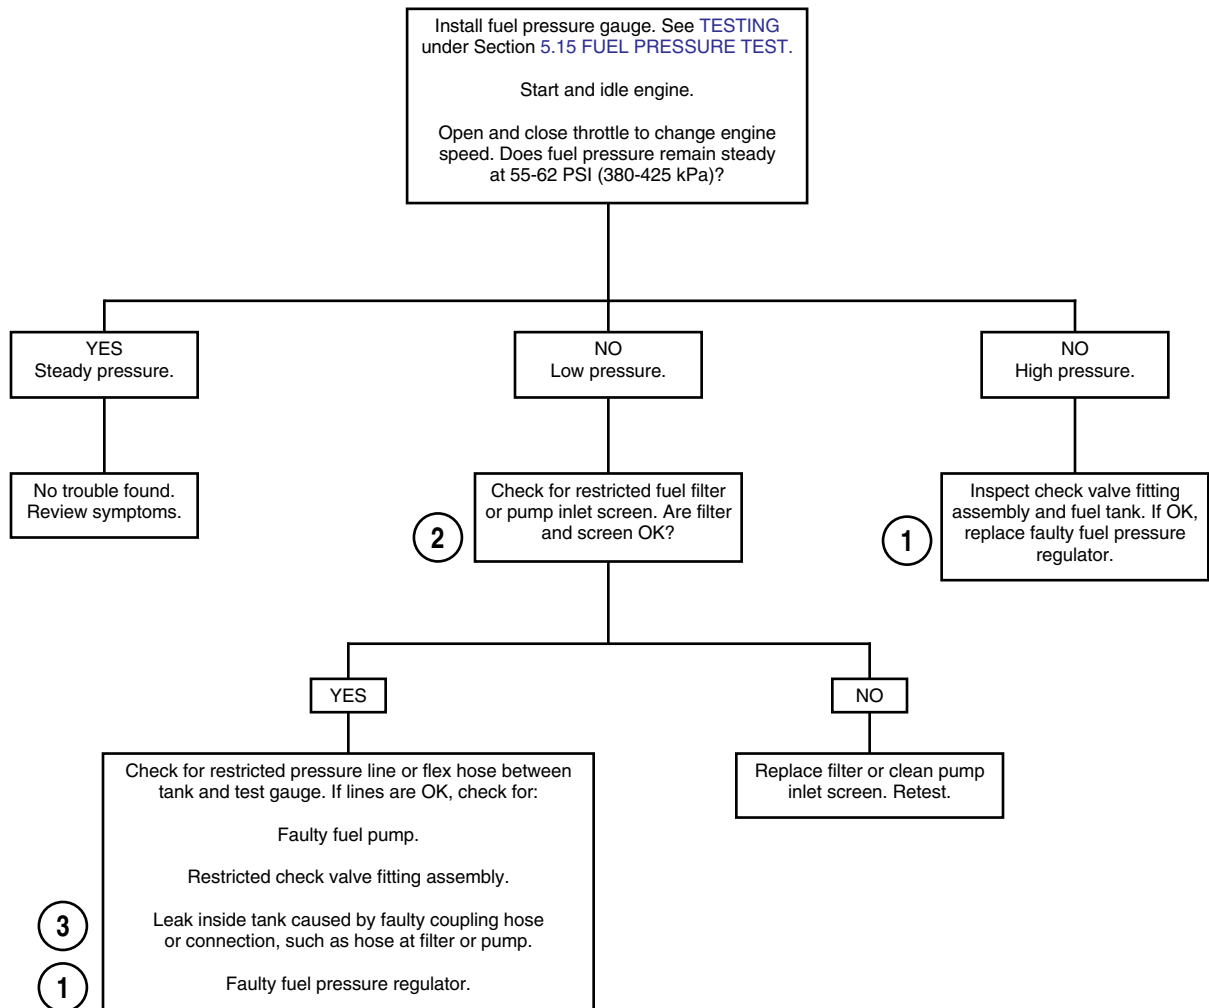 Install fuel pressure gauge. See TESTING
under Section 5.15 FUEL PRESSURE TEST.
Start and idle engine.
Open and close throttle to change engine
speed. Does fuel pressure remain steady
at 55-62 PSI (380-425 kPa)?
YES
Steady pressure.
NO
Low pressure.
NO
High pressure.
No trouble found.
Review symptoms.
2
Check for restricted fuel filter
or pump inlet screen. Are filter
and screen OK?
1
Inspect check valve fitting
assembly and fuel tank. If OK,
replace faulty fuel pressure
regulator.
YES
NO
Check for restricted pressure line or flex hose between
tank and test gauge. If lines are OK, check for:
Faulty fuel pump.
Restricted check valve fitting assembly.
3
Leak inside tank caused by faulty coupling hose
or connection, such as hose at filter or pump.
1
Faulty fuel pressure regulator.
Replace filter or clean pump
inlet screen. Retest.